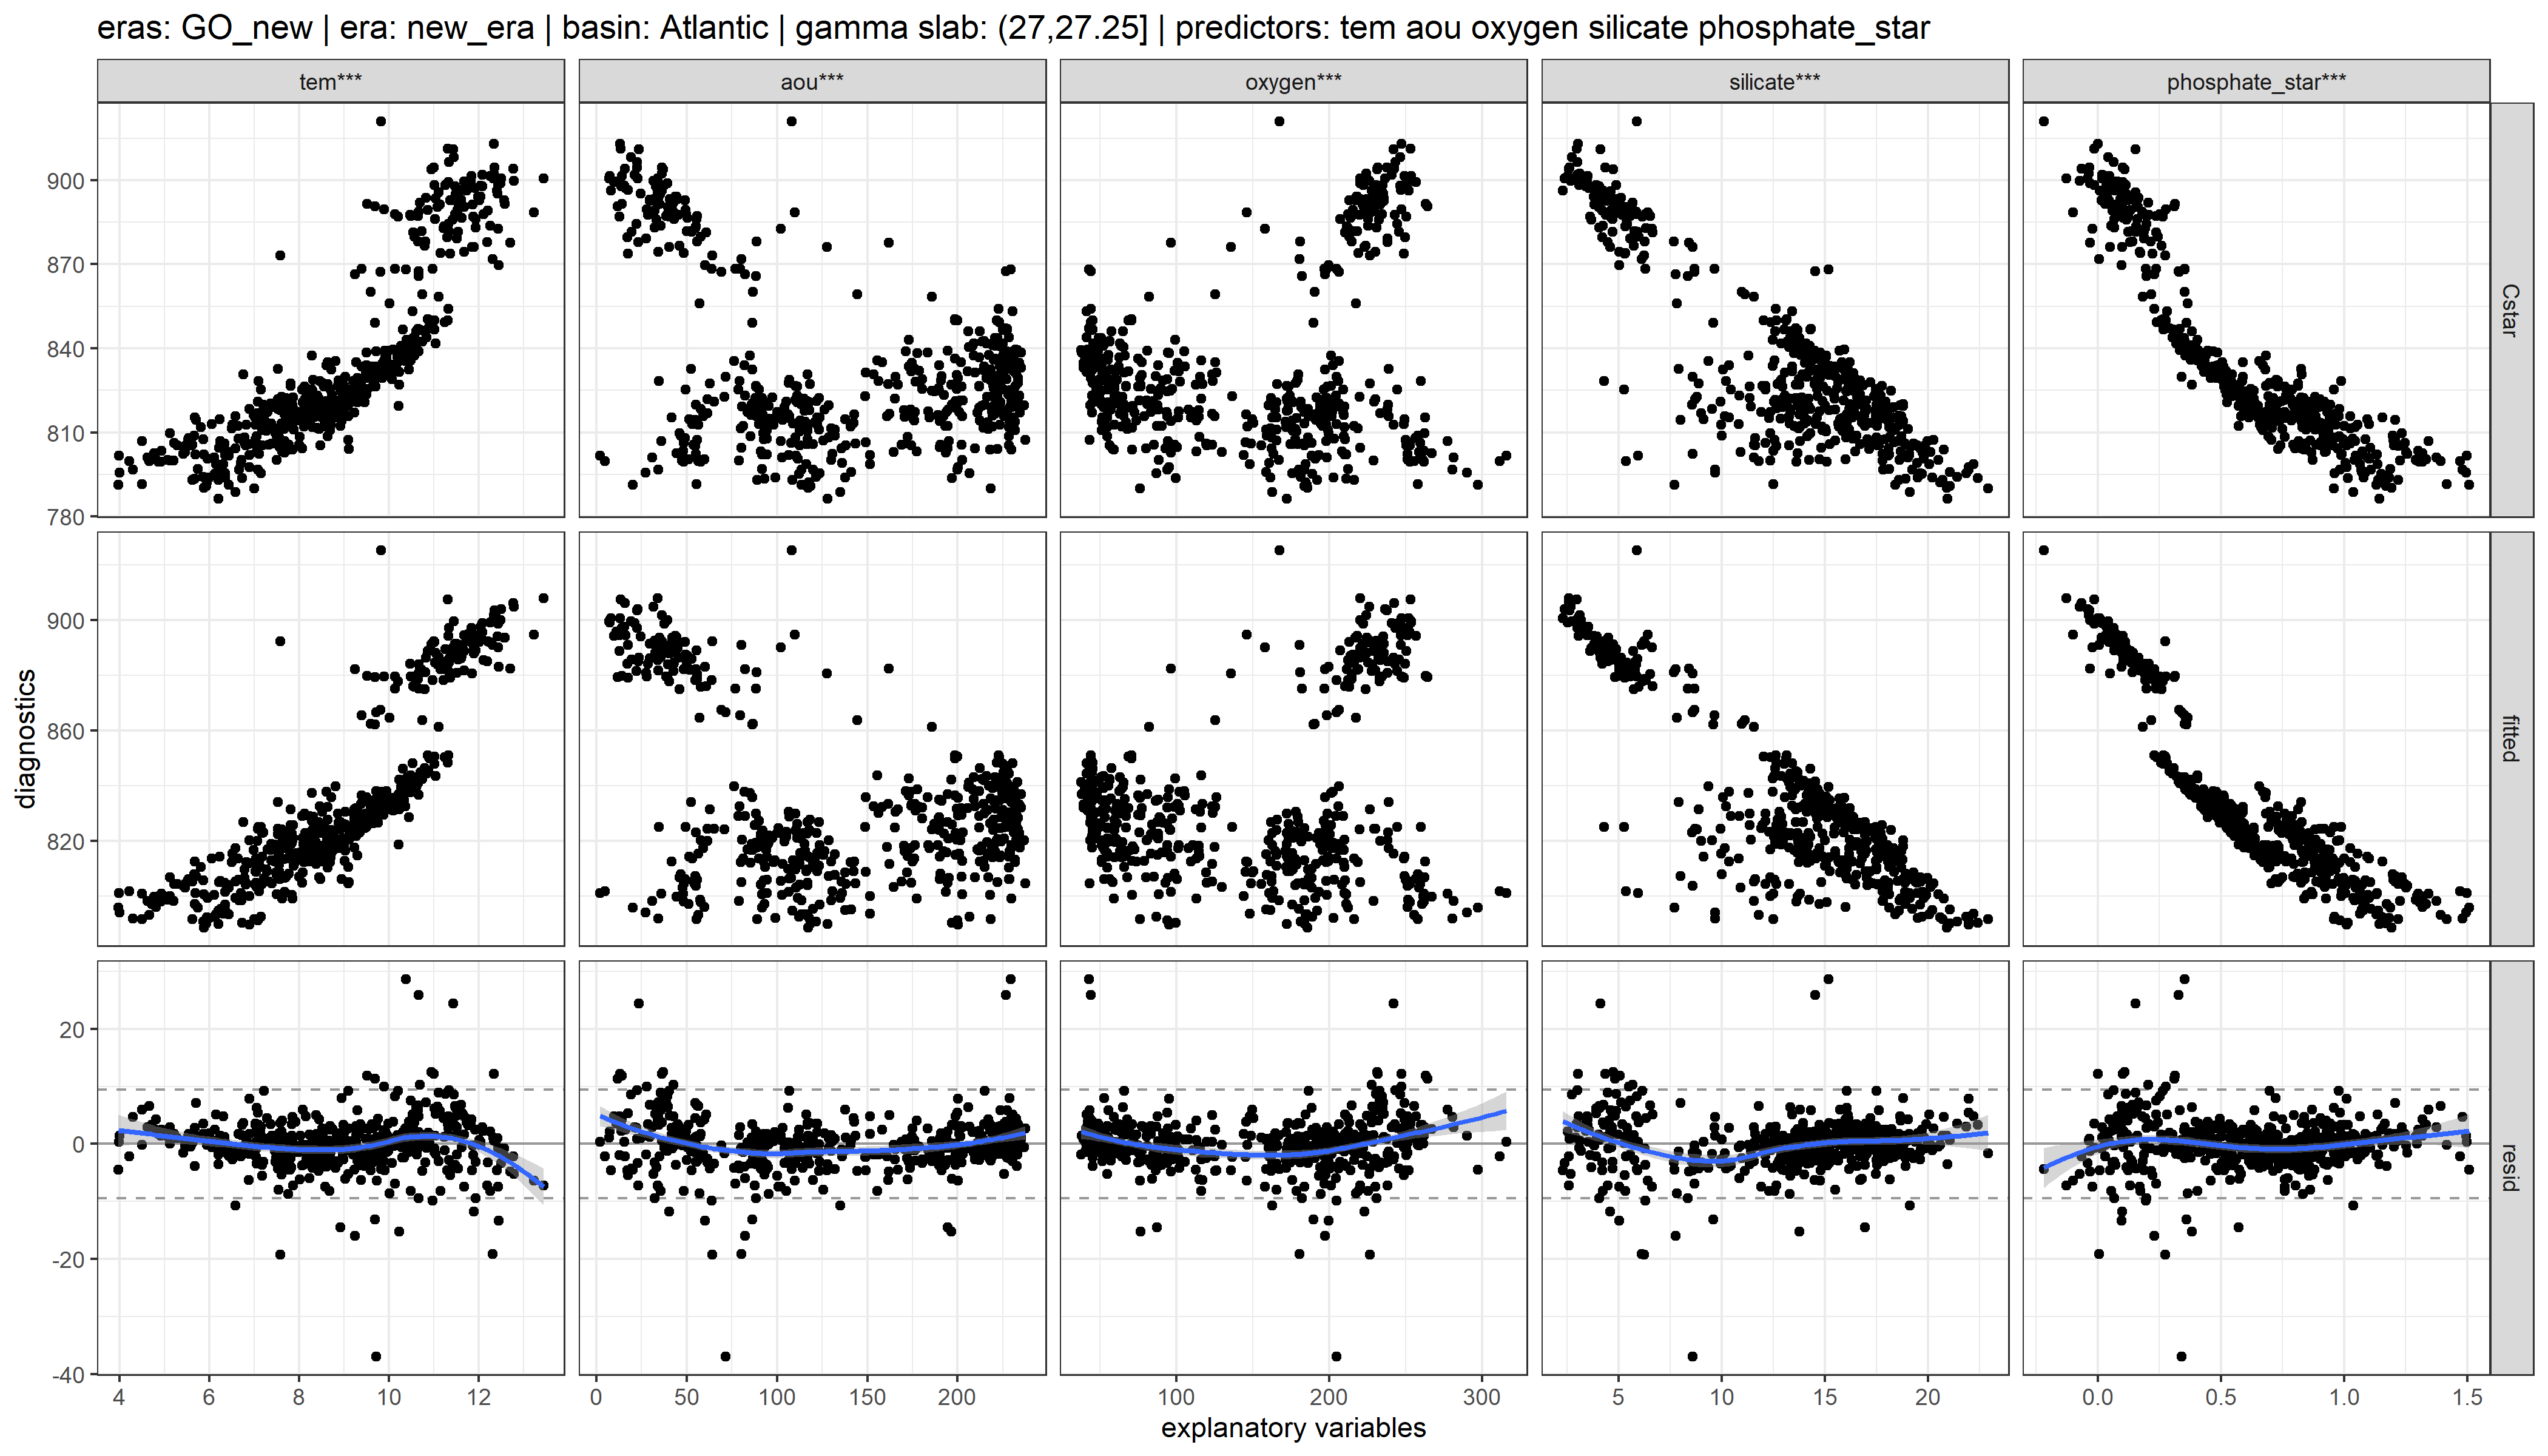 eras: GO_new | era: new_era | basin: Atlantic | gamma slab: (27,27.25] | predictors: tem aou oxygen silicate phosphate_star
tem*** aou*** oxygen*** silicate*** phosphate_star***
900
870
840
810
780
Cstar
900
860
820
fitted
diagnostics
20
0
-20
-40
resid
4 6 8 10 12 0 50 100 150 200 100 200 300 5 10 15 20 0.0 0.5 1.0 1.5
explanatory variables